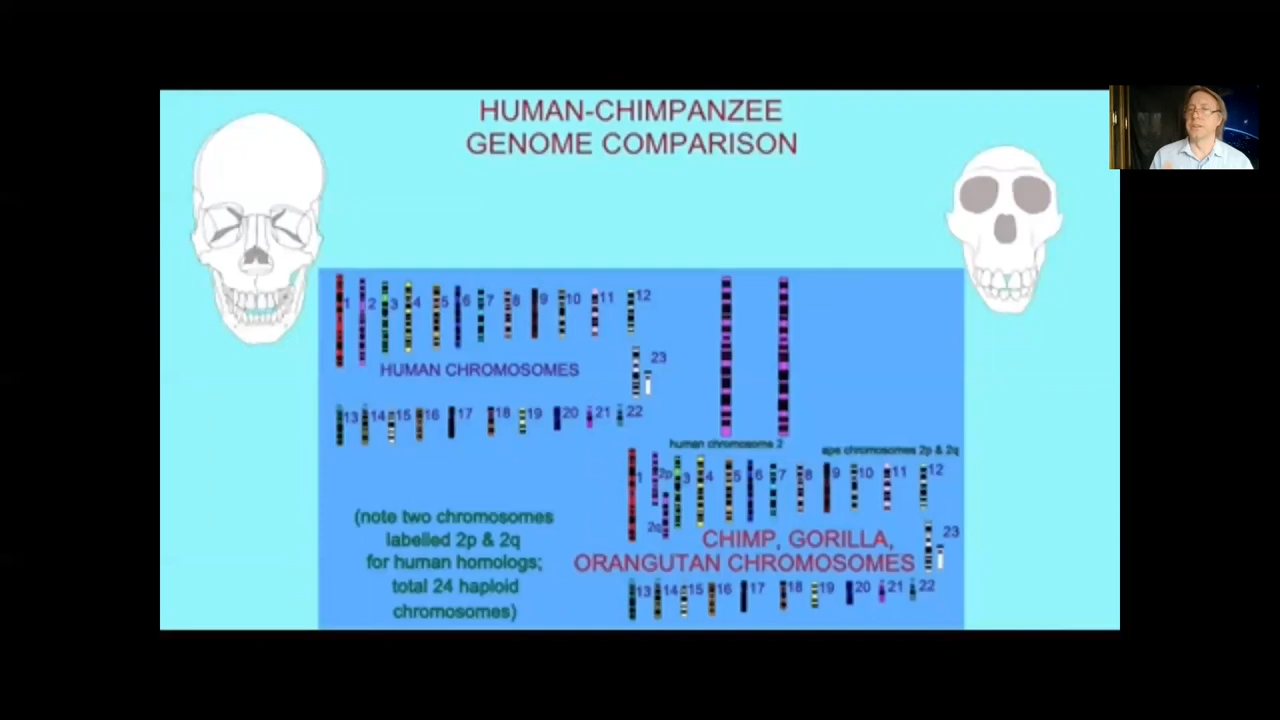 HUMAN-CHIMPANZEE
GENOME COMPARISON
1 2 3 4 5 6 7 8 9 10 11 12
HUMAN CHROMOSOMES
23
13 14 15 16 17 18 19 20 21 22
human chromosome 2
ape chromosomes 2p & 2q
1 2p 3 4 5 6 7 8 9 10 11 12
2q
(note two chromosomes
labelled 2p & 2q
for human homologs;
total 24 haploid
chromosomes)
CHIMP, GORILLA,
ORANGUTAN CHROMOSOMES
23
13 14 15 16 17 18 19 20 21 22